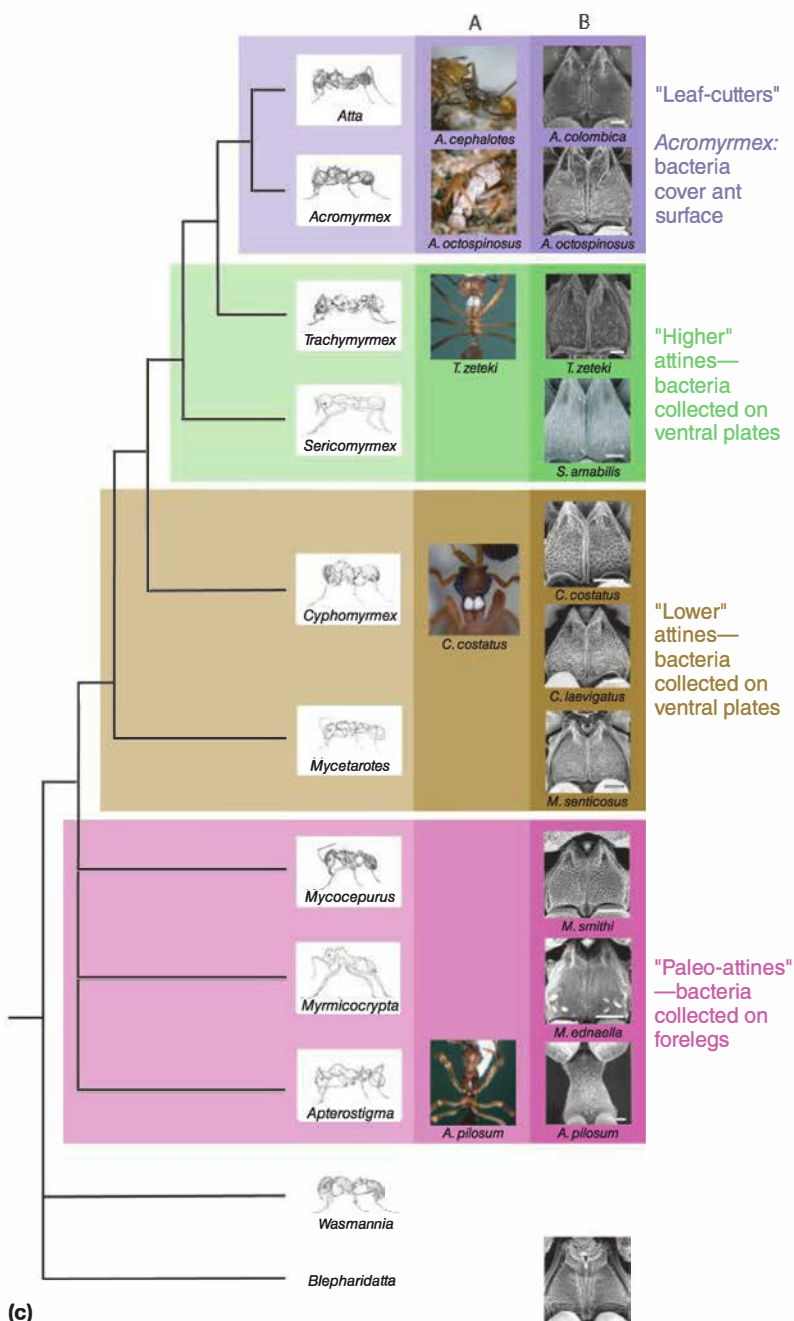 A B
Atta
A. cephalotes
A. colombica
"Leaf-cutters"
Acromyrmex:
bacteria
cover ant
surface
Acromyrmex
A. octospinosus
A. octospinosus
Trachymyrmex
T. zeteki
T. zeteki
"Higher"
attines—
bacteria
collected on
ventral plates
Sericomyrmex
S. amabilis
Cyphomyrmex
C. costatus
C. costatus
C. laevigatus
"Lower"
attines—
bacteria
collected on
ventral plates
Mycetarotes
M. senticosus
Mycocepurus
M. smithi
Myrmicocrypta
M. ednaella
"Paleo-attines"
—bacteria
collected on
forelegs
Apterostigma
A. pilosum
A. pilosum
Wasmannia
Blepharidatta
(c)